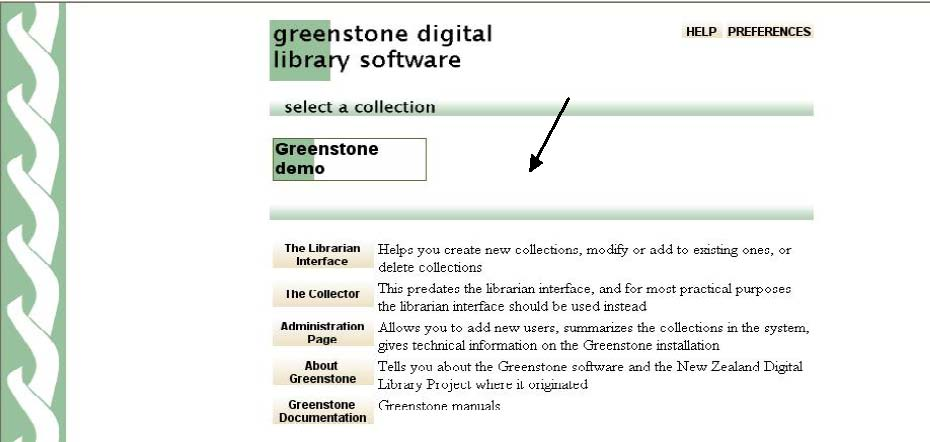 greenstone digital
library software
HELP PREFERENCES
select a collection
Greenstone
demo
The Librarian
Interface
Helps you create new collections, modify or add to existing ones, or
delete collections
The Collector
This predates the librarian interface, and for most practical purposes
the librarian interface should be used instead
Administration
Page
Allows you to add new users, summarizes the collections in the system,
gives technical information on the Greenstone installation
About
Greenstone
Tells you about the Greenstone software and the New Zealand Digital
Library Project where it originated
Greenstone
Documentation
Greenstone manuals